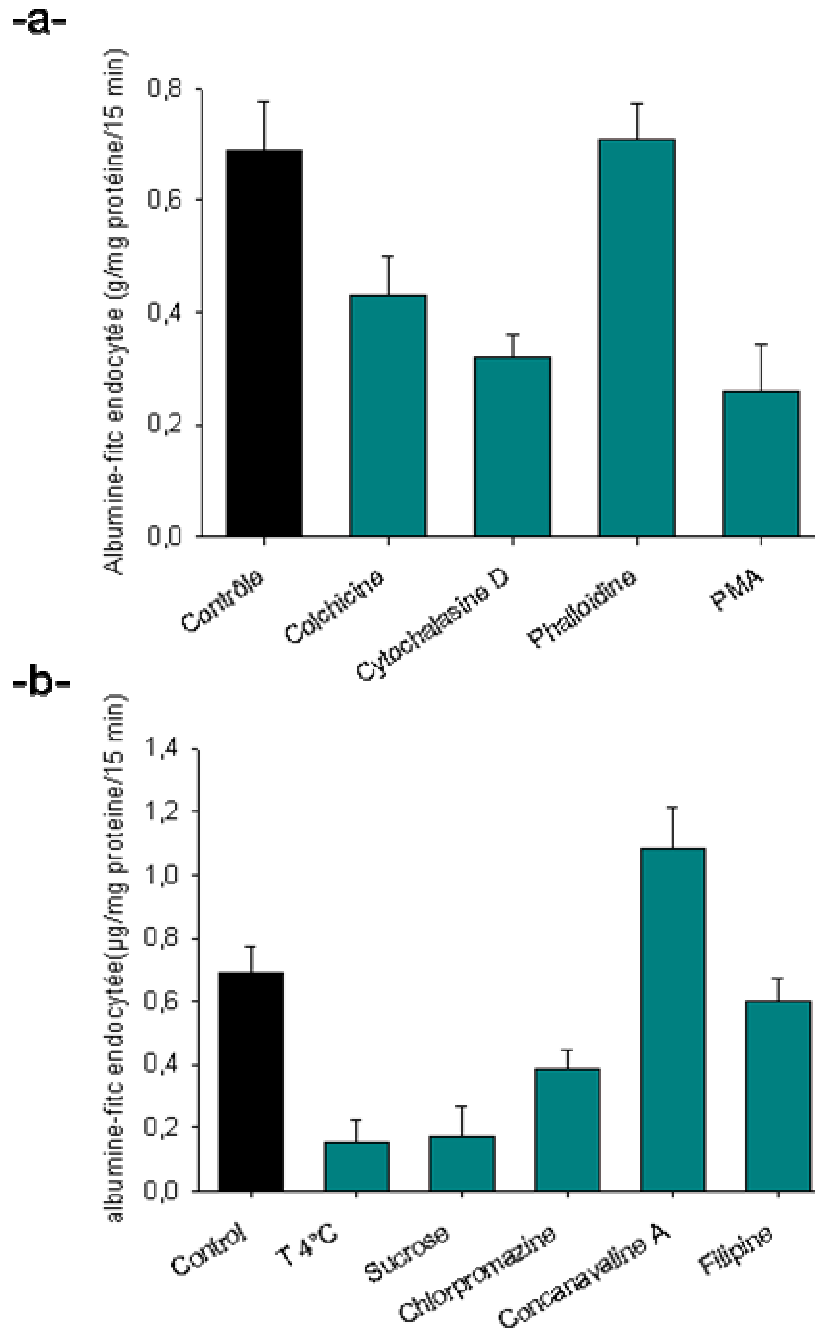 -a-
Albumine-fitc endocytée (g/mg protéine/15 min)
0,8
0,6
0,4
0,2
0,0
Contrôle
Colchicine
Cytochalasine D
Phalloidine
PMA
-b-
albumine-fitc endocytée(µg/mg proteine/15 min)
1,4
1,2
1,0
0,8
0,6
0,4
0,2
0,0
Control
T 4°C
Sucrose
Chlorpromazine
Concanavaline A
Filipine